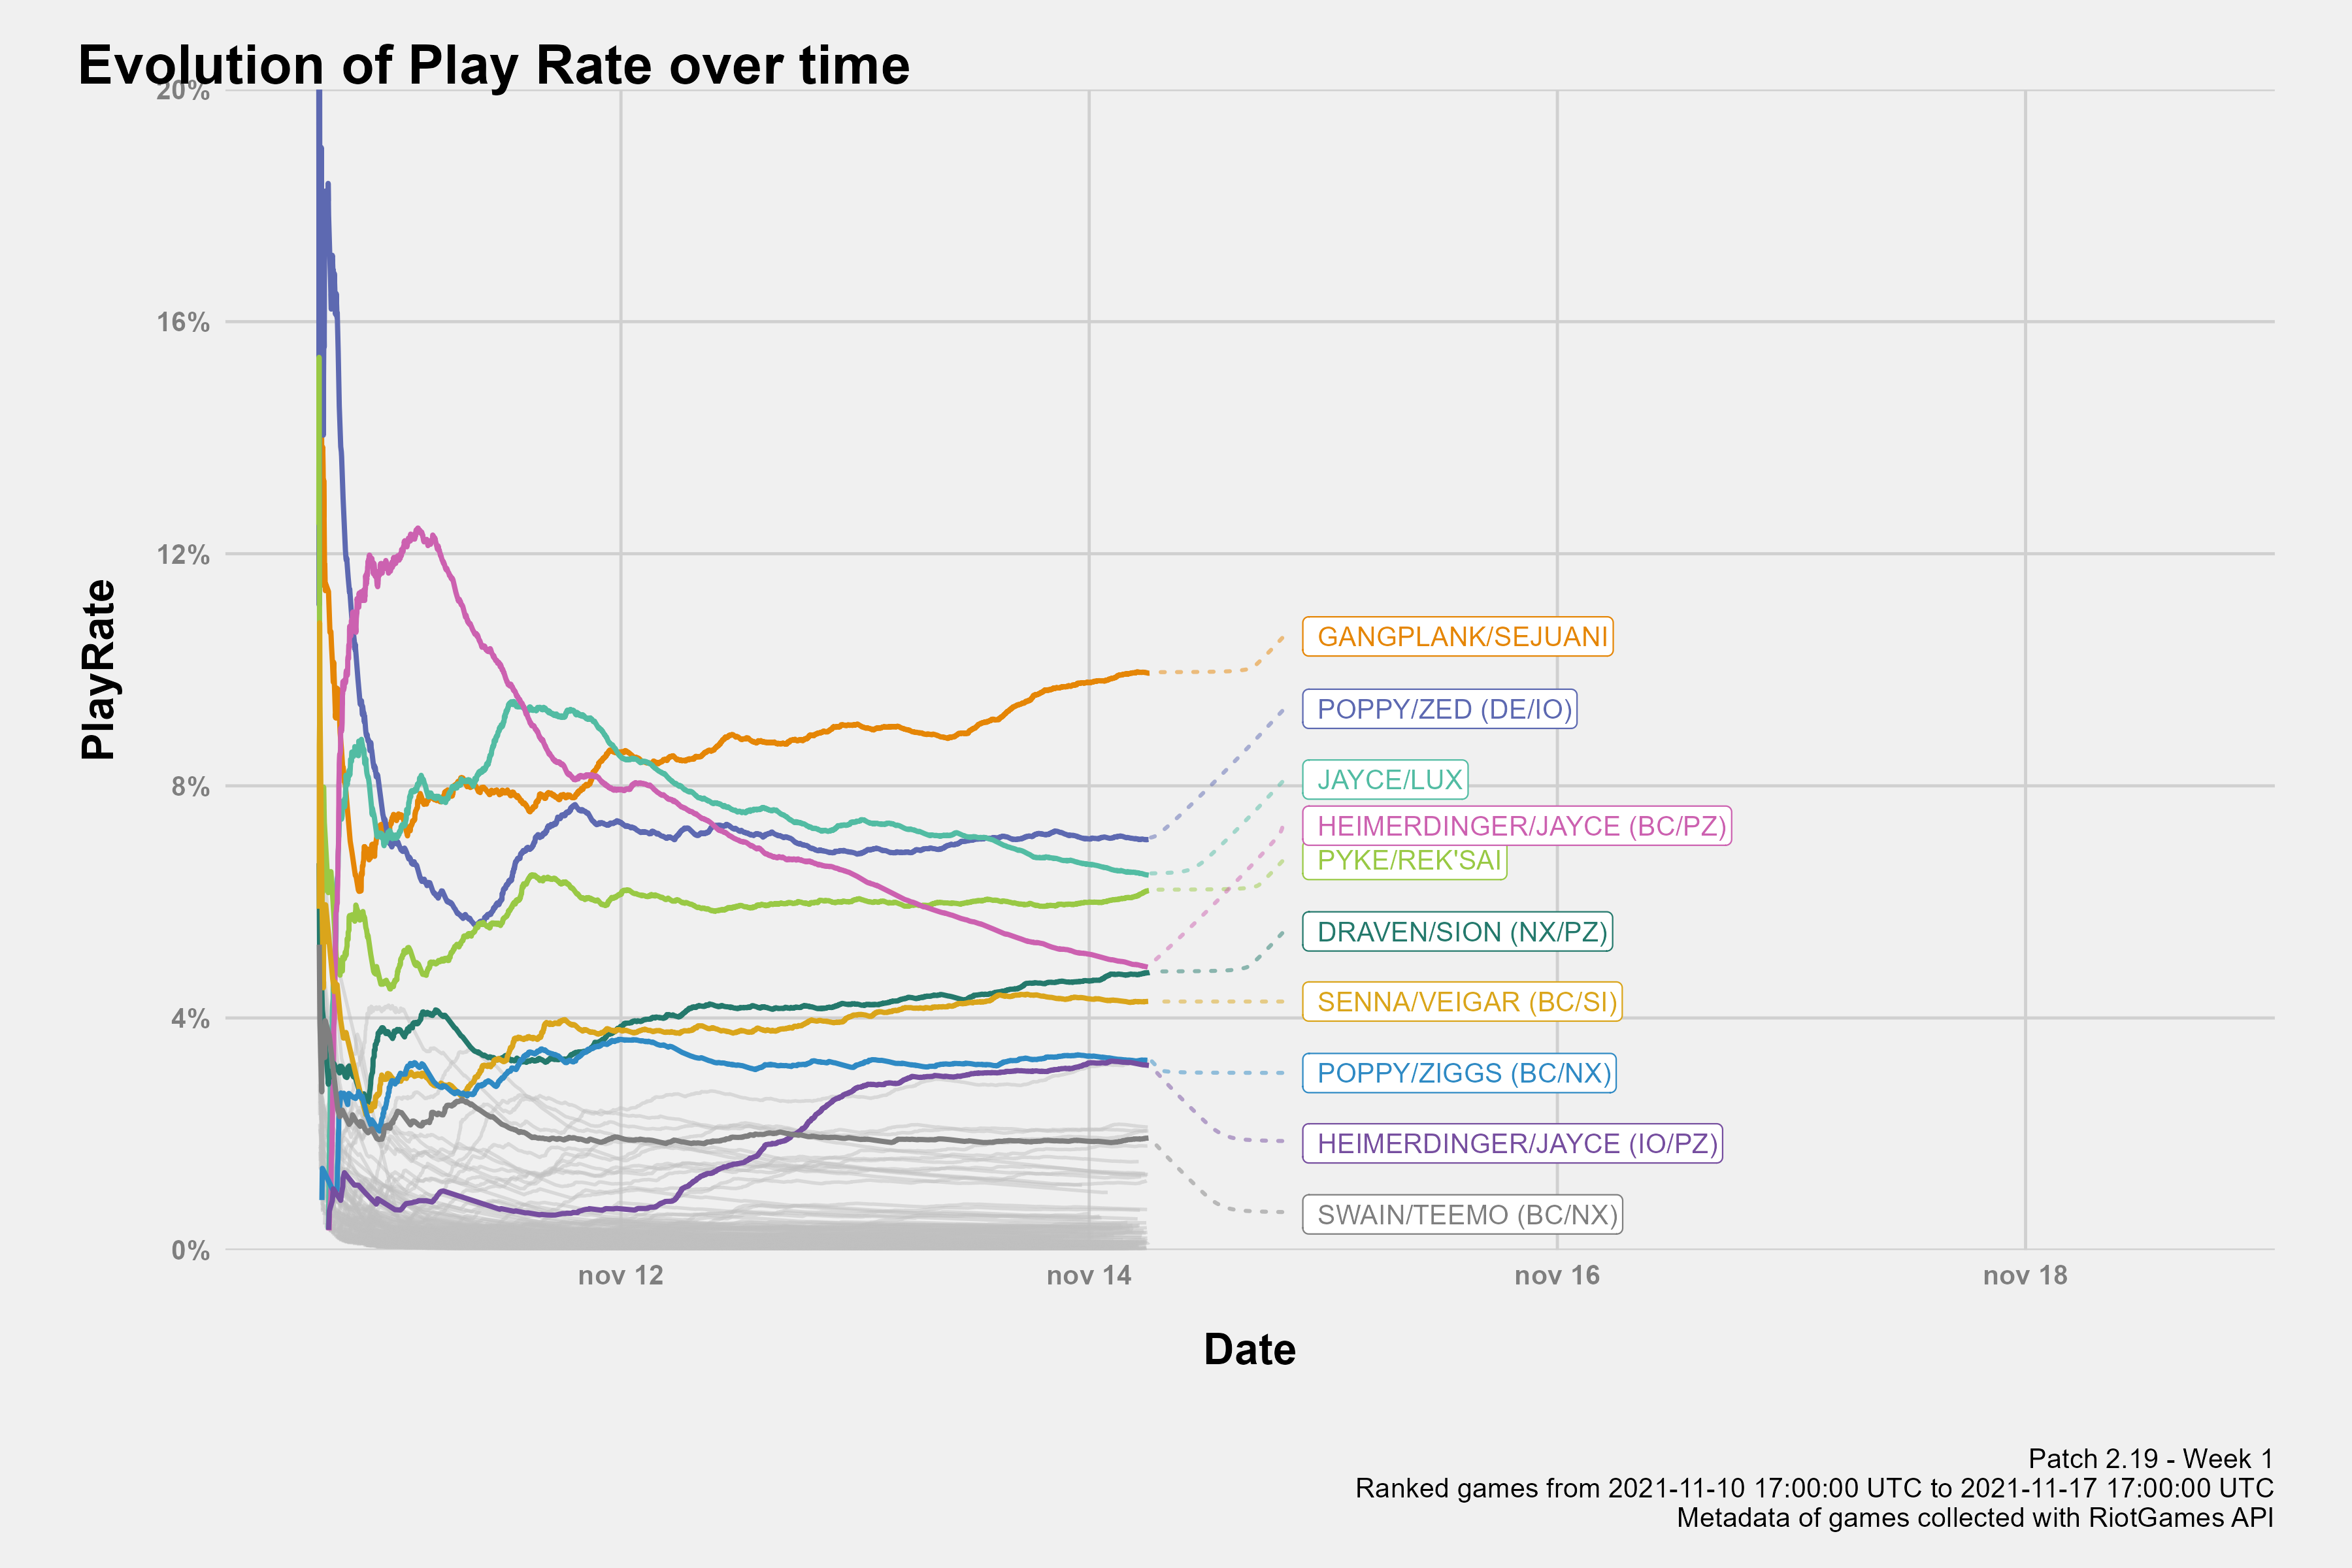 Evolution of Play Rate over time
20%
16%
12%
8%
4%
0%
PlayRate
GANGPLANK/SEJUANI
POPPY/ZED (DE/IO)
JAYCE/LUX
HEIMERDINGER/JAYCE (BC/PZ)
PYKE/REK'SAI
DRAVEN/SION (NX/PZ)
SENNA/VEIGAR (BC/SI)
POPPY/ZIGGS (BC/NX)
HEIMERDINGER/JAYCE (IO/PZ)
SWAIN/TEEMO (BC/NX)
nov 12
nov 14
nov 16
nov 18
Date
Patch 2.19 - Week 1
Ranked games from 2021-11-10 17:00:00 UTC to 2021-11-17 17:00:00 UTC
Metadata of games collected with RiotGames API